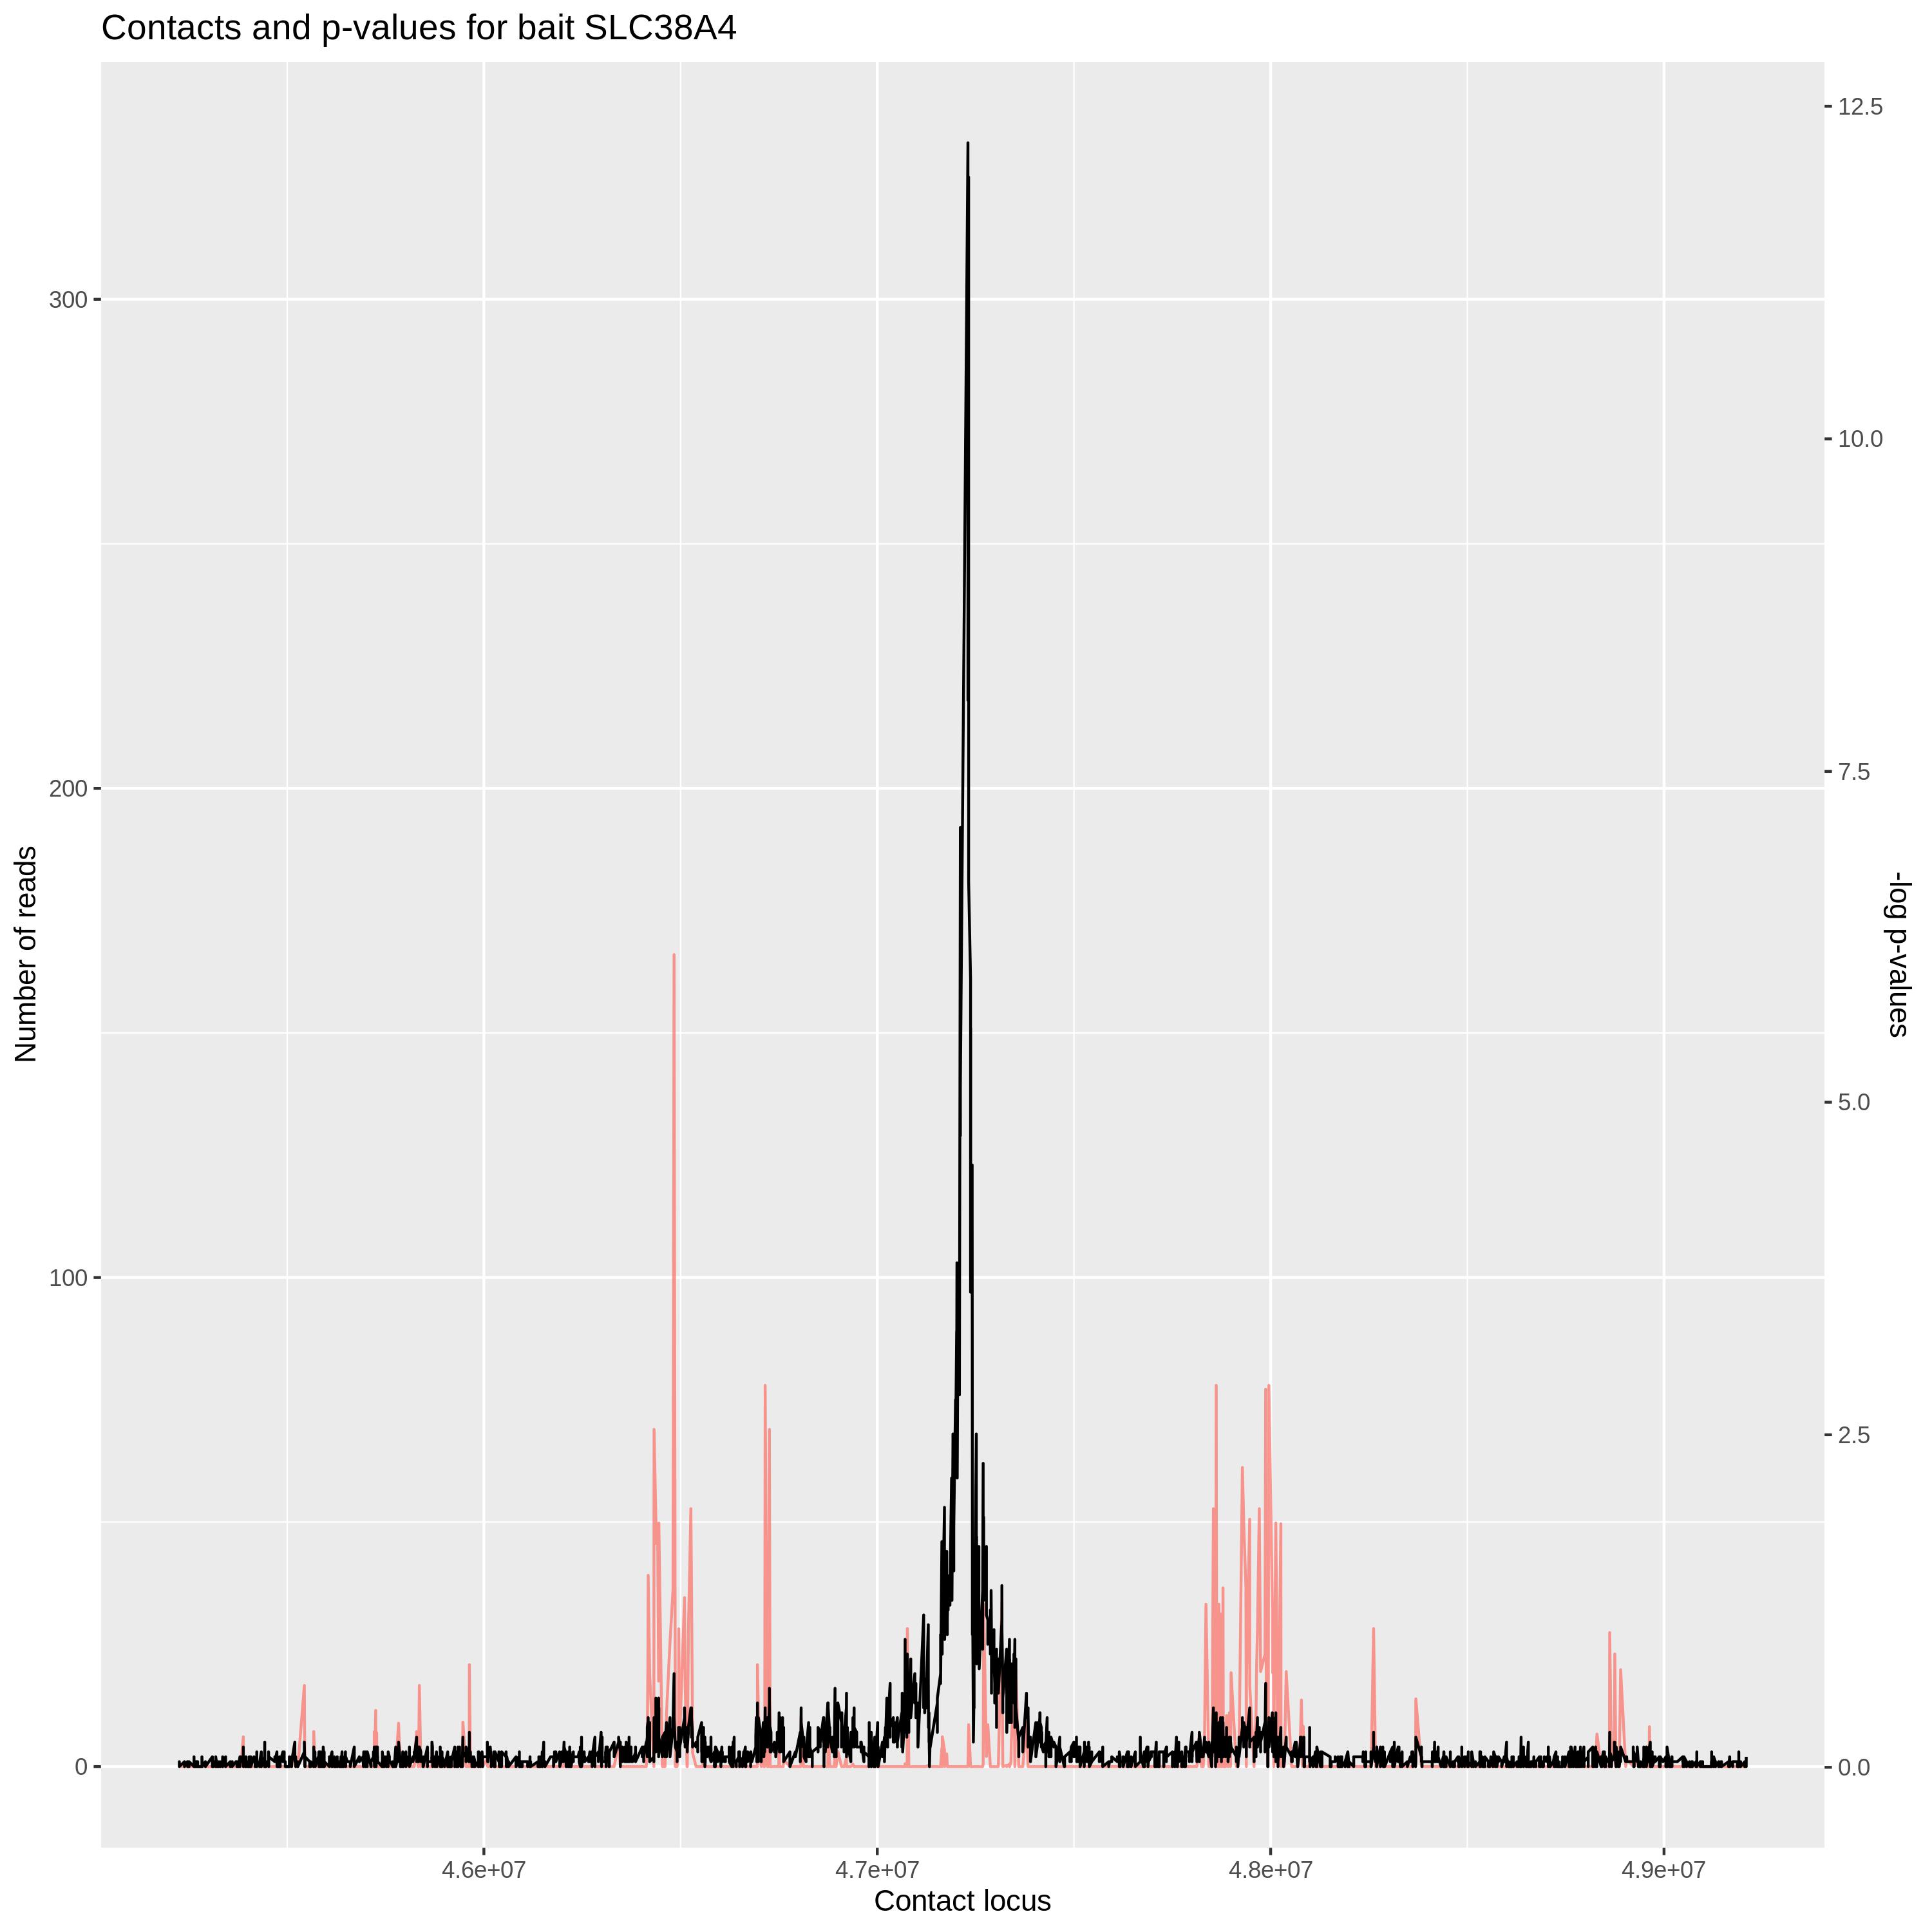 Contacts and p-values for bait SLC38A4
Number of reads
300
200
100
0
12.5
10.0
7.5
5.0
2.5
0.0
-log p-values
4.6e+07
4.7e+07
4.8e+07
4.9e+07
Contact locus